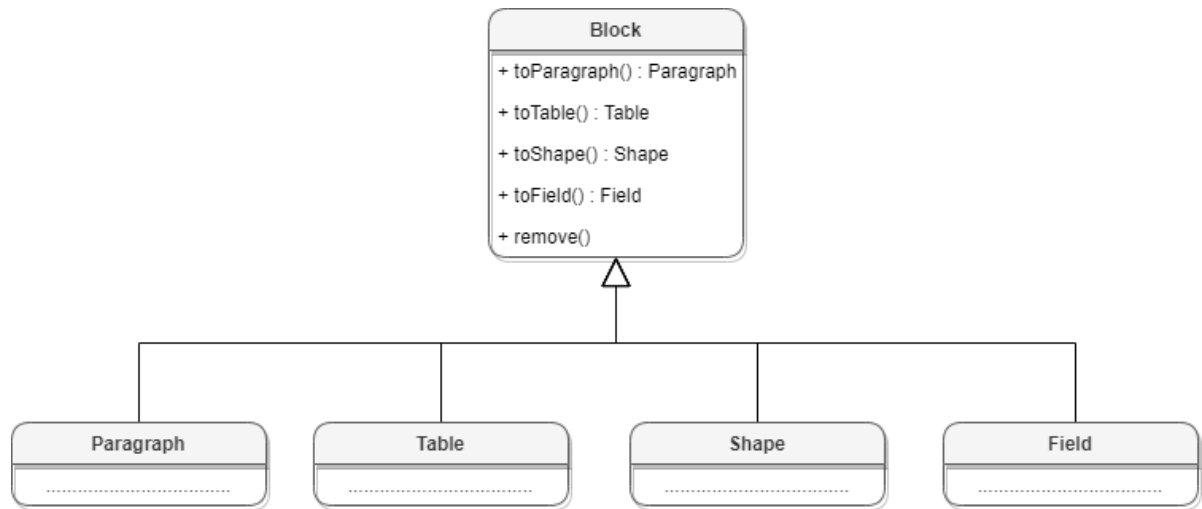 Block
+ toParagraph() : Paragraph
+ toTable() : Table
+ toShape() : Shape
+ toField() : Field
+ remove()
Paragraph
Table
Shape
Field